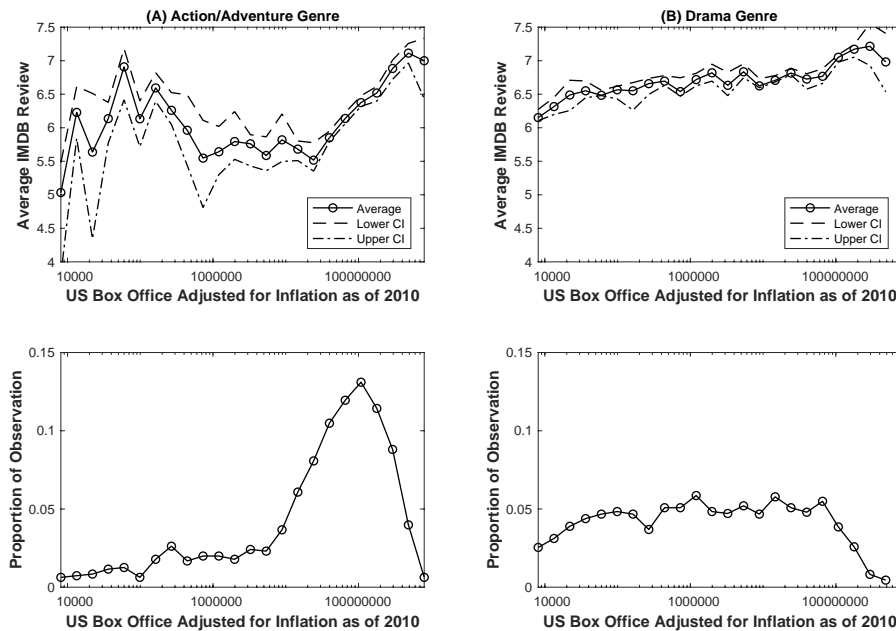 (A) Action/Adventure Genre
7.5
7
6.5
6
5.5
5
4.5
4
Average IMDB Review
Average
Lower CI
Upper CI
10000
1000000
100000000
US Box Office Adjusted for Inflation as of 2010
(B) Drama Genre
7.5
7
6.5
6
5.5
5
4.5
4
Average IMDB Review
Average
Lower CI
Upper CI
10000
1000000
100000000
US Box Office Adjusted for Inflation as of 2010
0.15
0.1
0.05
0
Proportion of Observation
10000
1000000
100000000
US Box Office Adjusted for Inflation as of 2010
0.15
0.1
0.05
0
Proportion of Observation
10000
1000000
100000000
US Box Office Adjusted for Inflation as of 2010